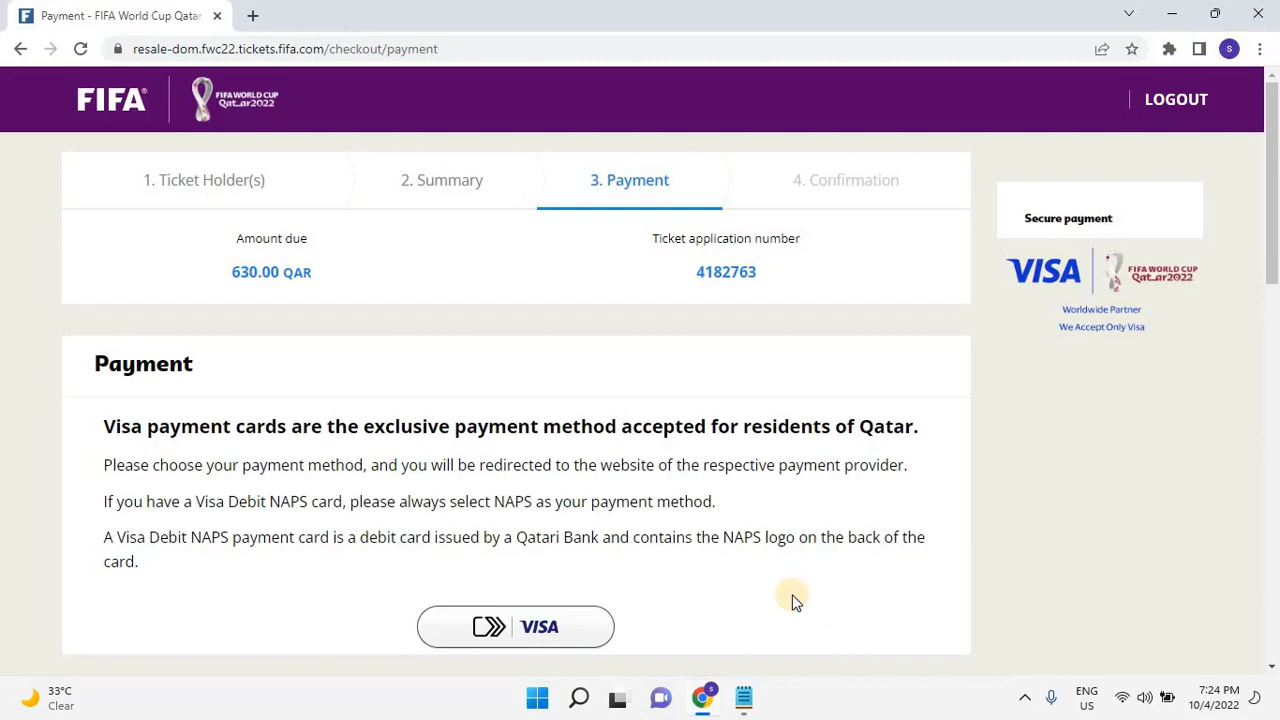 Payment - FIFA World Cup Qatar
resale-dom.fwc22.tickets.fifa.com/checkout/payment
S
FIFA
FIFA WORLD CUP
Qatar2022
LOGOUT
1. Ticket Holder(s)
2. Summary
3. Payment
4. Confirmation
Amount due
Ticket application number
630.00 QAR
4182763
Secure payment
VISA
FIFA WORLD CUP
Qatar2022
Worldwide Partner
We Accept Only Visa
Payment
Visa payment cards are the exclusive payment method accepted for residents of Qatar.
Please choose your payment method, and you will be redirected to the website of the respective payment provider.
If you have a Visa Debit NAPS card, please always select NAPS as your payment method.
A Visa Debit NAPS payment card is a debit card issued by a Qatari Bank and contains the NAPS logo on the back of the
card.
VISA
33°C
Clear
S
ENG
US
7:24 PM
10/4/2022